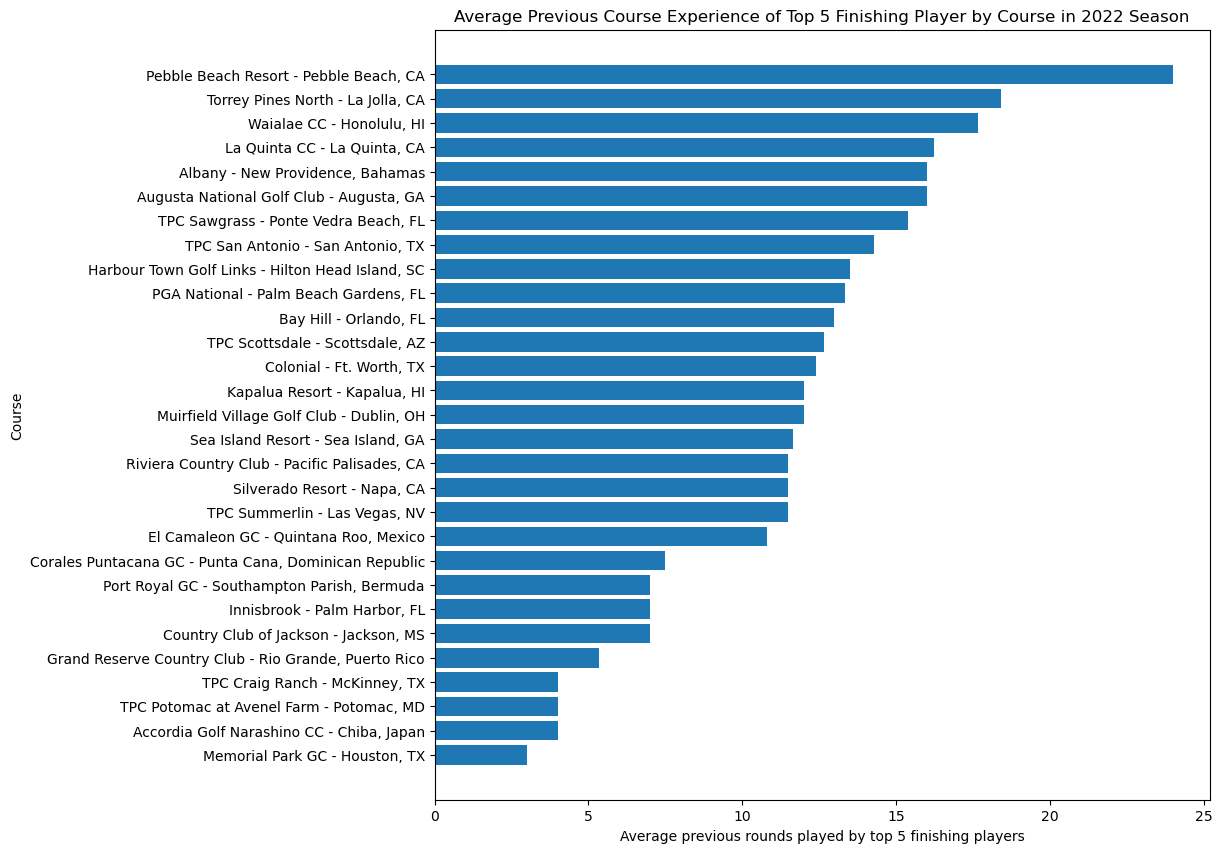 Average Previous Course Experience of Top 5 Finishing Player by Course in 2022 Season
Pebble Beach Resort - Pebble Beach, CA
Torrey Pines North - La Jolla, CA
Waialae CC - Honolulu, HI
La Quinta CC - La Quinta, CA
Albany - New Providence, Bahamas
Augusta National Golf Club - Augusta, GA
TPC Sawgrass - Ponte Vedra Beach, FL
TPC San Antonio - San Antonio, TX
Harbour Town Golf Links - Hilton Head Island, SC
PGA National - Palm Beach Gardens, FL
Bay Hill - Orlando, FL
TPC Scottsdale - Scottsdale, AZ
Colonial - Ft. Worth, TX
Kapalua Resort - Kapalua, HI
Muirfield Village Golf Club - Dublin, OH
Sea Island Resort - Sea Island, GA
Riviera Country Club - Pacific Palisades, CA
Silverado Resort - Napa, CA
TPC Summerlin - Las Vegas, NV
El Camaleon GC - Quintana Roo, Mexico
Corales Puntacana GC - Punta Cana, Dominican Republic
Port Royal GC - Southampton Parish, Bermuda
Innisbrook - Palm Harbor, FL
Country Club of Jackson - Jackson, MS
Grand Reserve Country Club - Rio Grande, Puerto Rico
TPC Craig Ranch - McKinney, TX
TPC Potomac at Avenel Farm - Potomac, MD
Accordia Golf Narashino CC - Chiba, Japan
Memorial Park GC - Houston, TX
Course
0 5 10 15 20 25
Average previous rounds played by top 5 finishing players